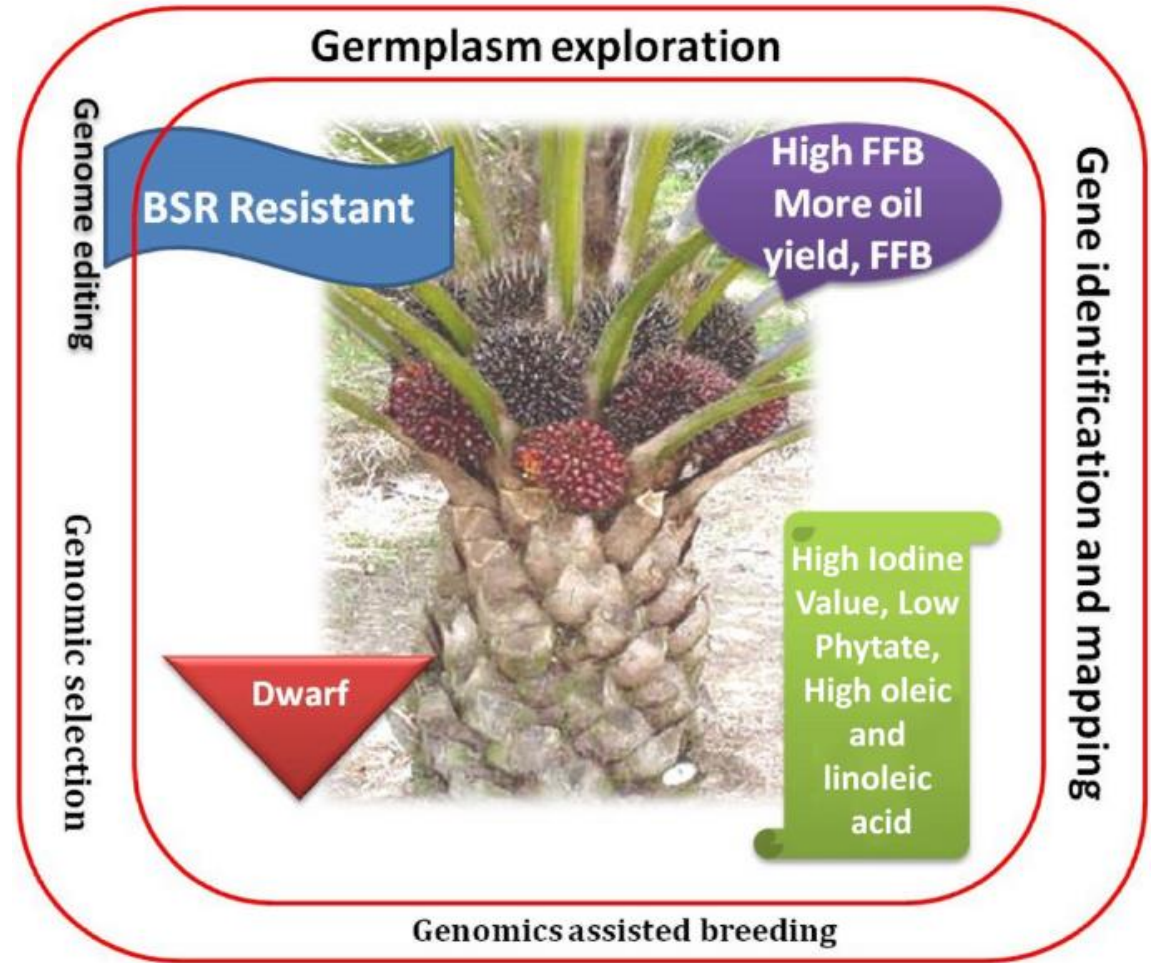 Germplasm exploration
Genome editing
BSR Resistant
High FFB
More oil
yield, FFB
Gene identification and mapping
Genomic selection
Dwarf
High Iodine
Value, Low
Phytate,
High oleic
and
linoleic
acid
Genomics assisted breeding